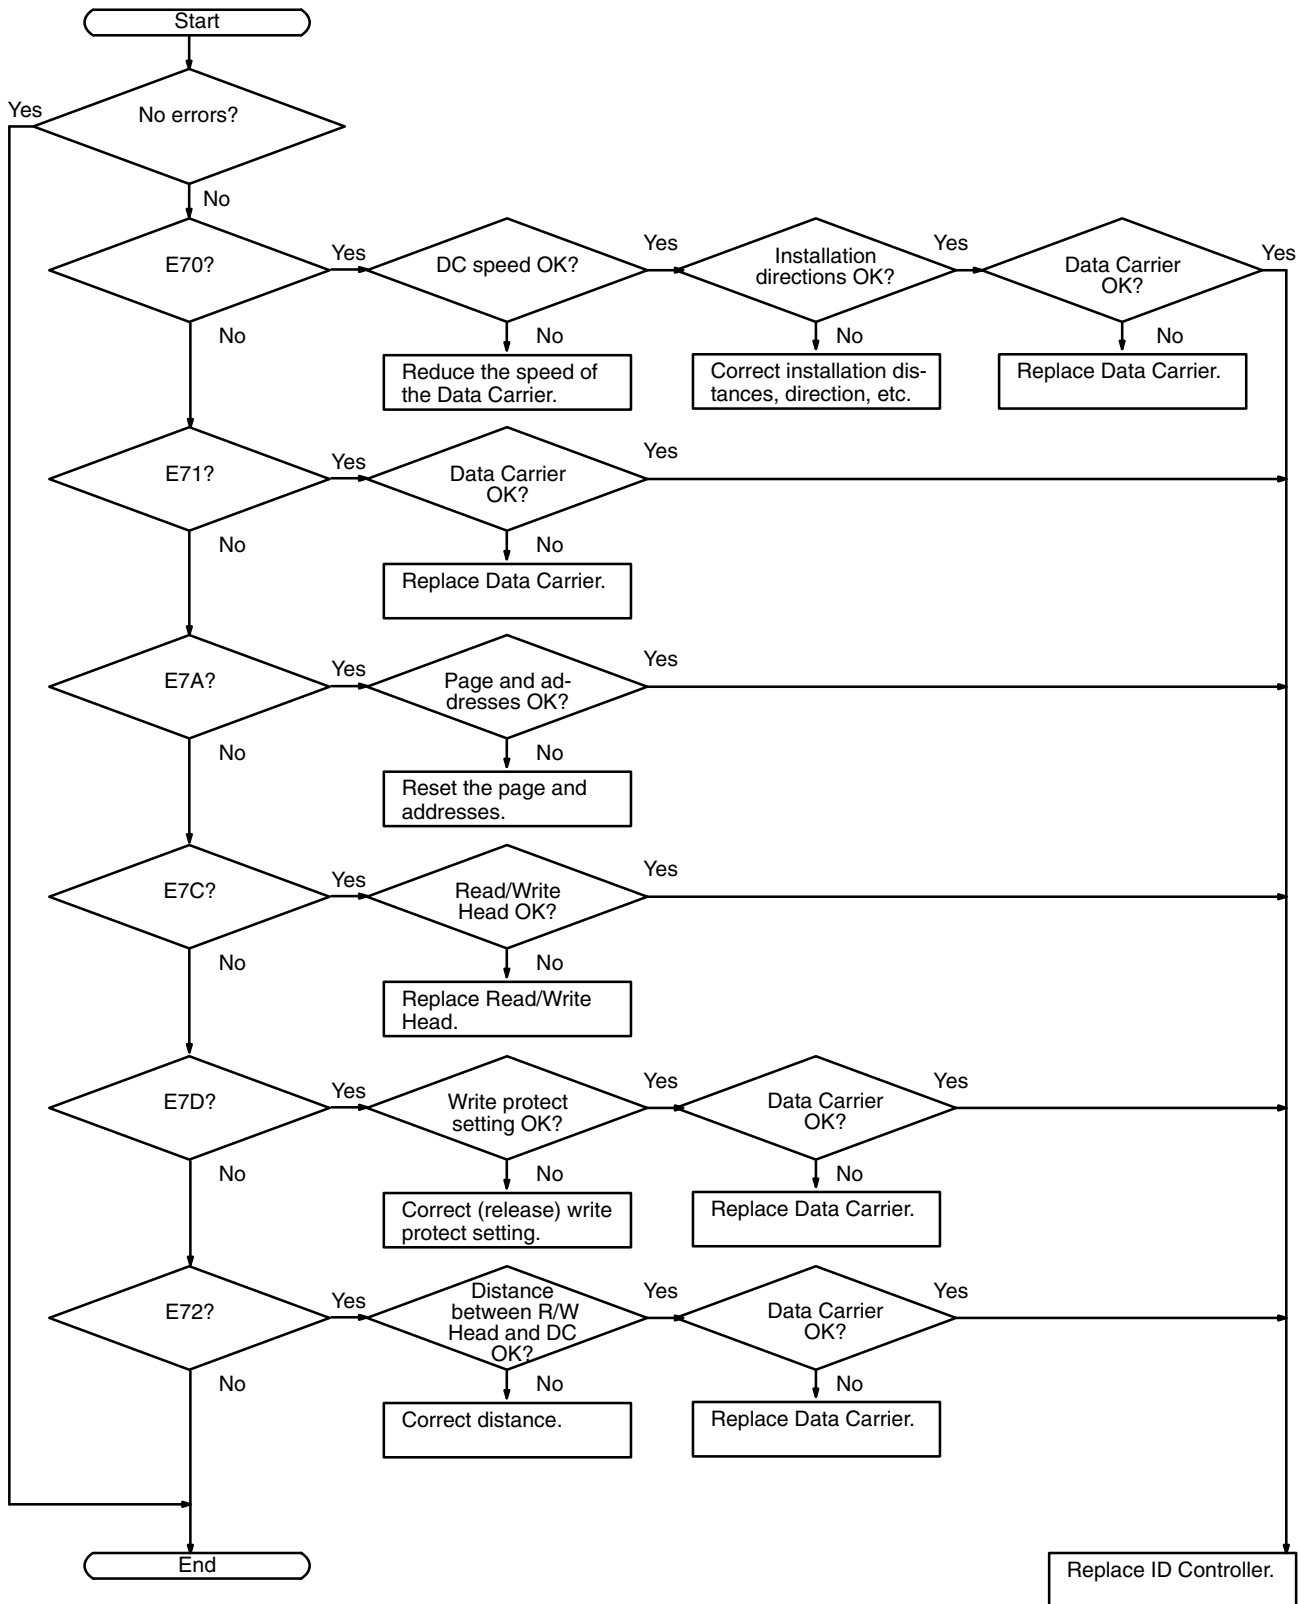 Start
Yes
No errors?
No
E70?
Yes
DC speed OK?
Yes
Installation
directions OK?
Yes
Data Carrier
OK?
Yes
No
No
No
No
Reduce the speed of
the Data Carrier.
Correct installation dis-
tances, direction, etc.
Replace Data Carrier.
E71?
Yes
Data Carrier
OK?
Yes
No
No
Replace Data Carrier.
E7A?
Yes
Page and ad-
dresses OK?
Yes
No
No
Reset the page and
addresses.
E7C?
Yes
Read/Write
Head OK?
Yes
No
No
Replace Read/Write
Head.
E7D?
Yes
Write protect
setting OK?
Yes
Data Carrier
OK?
Yes
No
No
No
Correct (release) write
protect setting.
Replace Data Carrier.
E72?
Yes
Distance
between R/W
Head and DC
OK?
Yes
Data Carrier
OK?
Yes
No
No
No
Correct distance.
Replace Data Carrier.
End
Replace ID Controller.